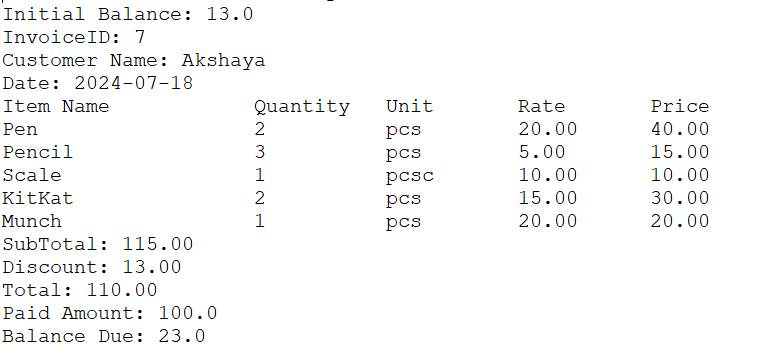 Initial Balance: 13.0
InvoiceID: 7
Customer Name: Akshaya
Date: 2024-07-18
Item Name Quantity Unit Rate Price
Pen 2 pcs 20.00 40.00
Pencil 3 pcs 5.00 15.00
Scale 1 pcsc 10.00 10.00
KitKat 2 pcs 15.00 30.00
Munch 1 pcs 20.00 20.00
SubTotal: 115.00
Discount: 13.00
Total: 110.00
Paid Amount: 100.0
Balance Due: 23.0